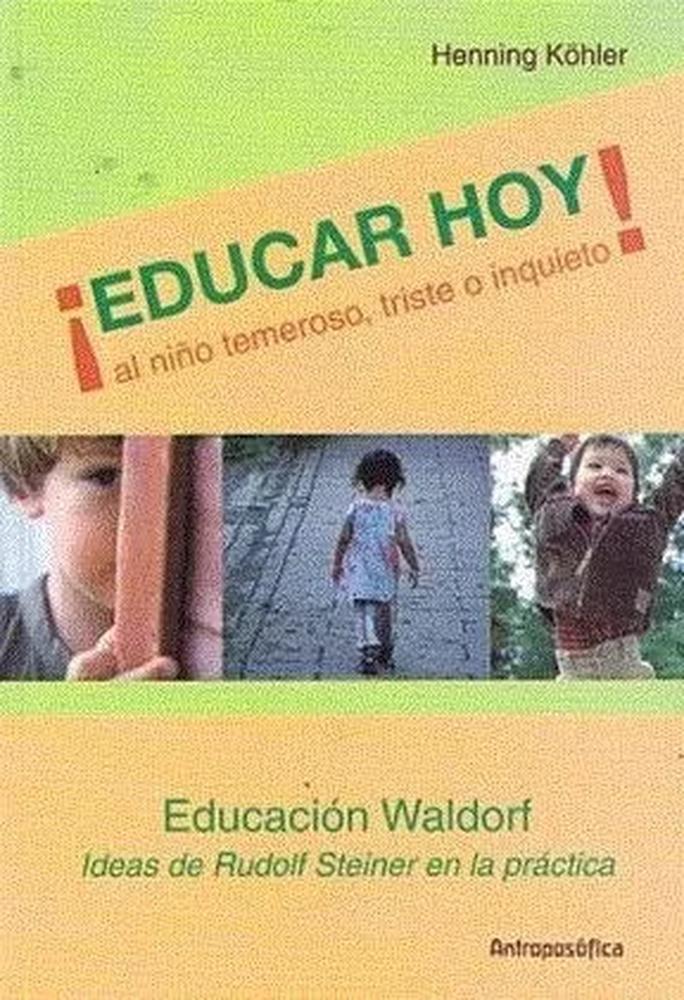 Henning Köhler
¡EDUCAR HOY!
al niño temeroso, triste o inquieto
Educación Waldorf
Ideas de Rudolf Steiner en la práctica
Antroposófica